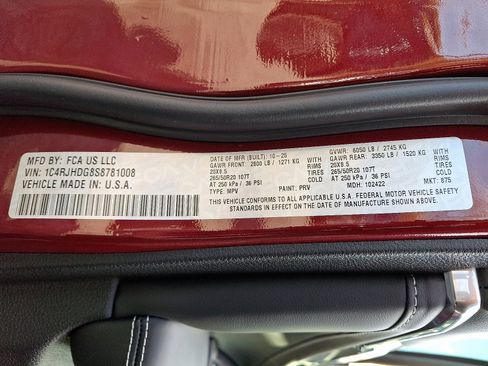 MFD BY: FCA US LLC
VIN: 1C4RJHDG8S8781008
VEHICLE MADE IN: U.S.A.
DATE OF MFR (BUILT): 10-25
GAWR FRONT: 2800 LB / 1271 KG
WITH RIMS
20X8.5
TIRES
265/50R20 107T
COLD
AT 250 kPa / 36 PSI
TYPE: MPV
PAINT: PRV
GVWR: 6050 LB / 2745 KG
GAWR REAR: 3350 LB / 1520 KG
WITH RIMS
20X8.5
TIRES
265/50R20 107T
COLD
AT 250 kPa / 36 PSI
MDH: 102422
MKT: 875
THIS VEHICLE CONFORMS TO ALL APPLICABLE U.S.A. FEDERAL MOTOR VEHICLE SAFETY
STANDARDS IN EFFECT ON THE DATE OF MANUFACTURE SHOWN ABOVE.